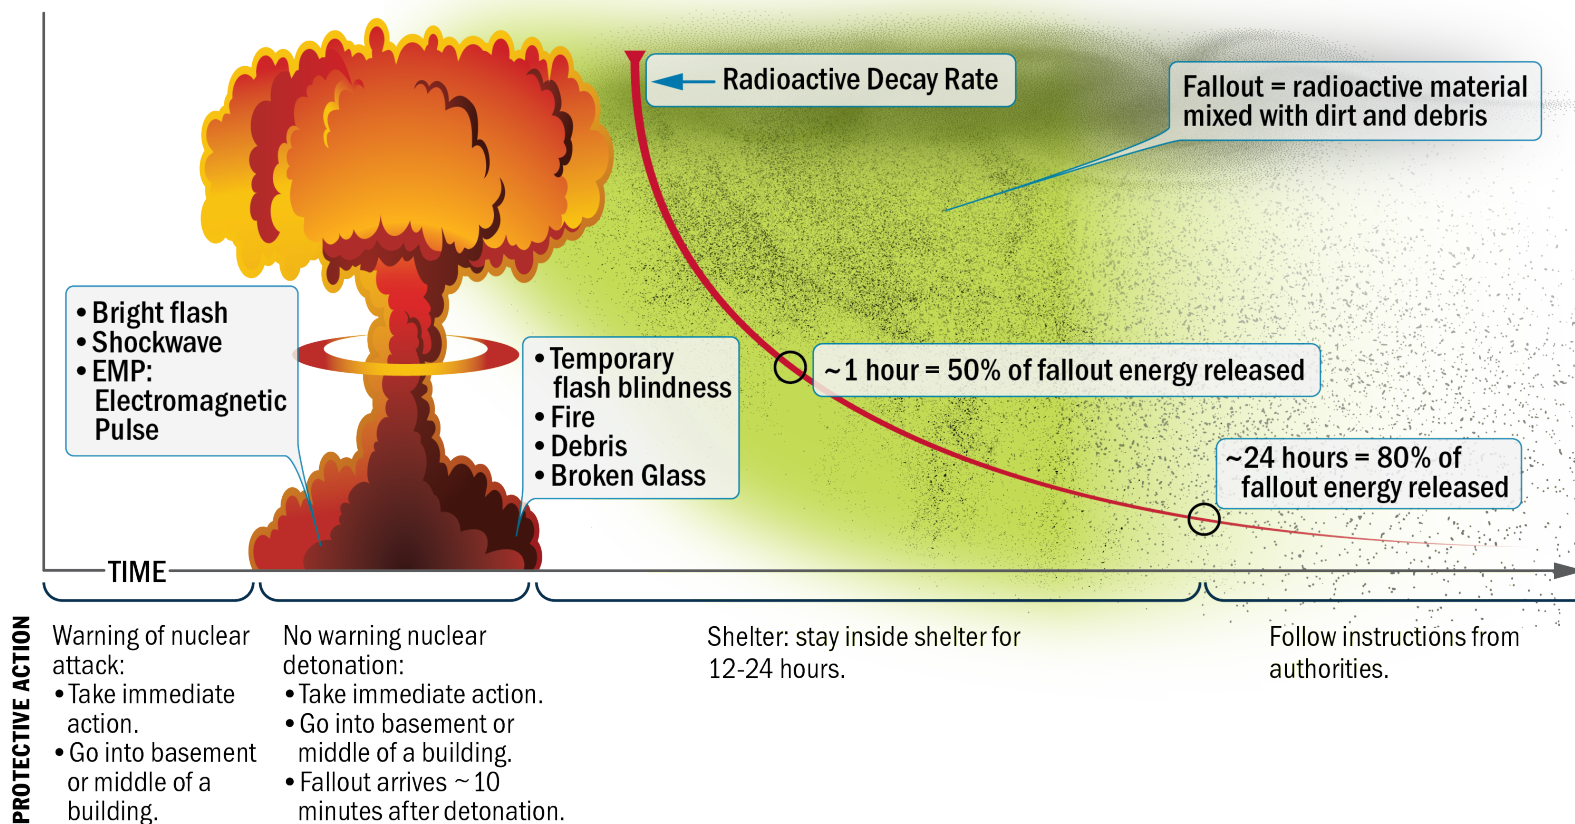 Radioactive Decay Rate
Fallout = radioactive material
mixed with dirt and debris
• Bright flash
• Shockwave
• EMP:
Electromagnetic
Pulse
• Temporary
flash blindness
• Fire
• Debris
• Broken Glass
~1 hour = 50% of fallout energy released
~24 hours = 80% of
fallout energy released
TIME
PROTECTIVE ACTION
Warning of nuclear
attack:
• Take immediate
action.
• Go into basement
or middle of a
building.
No warning nuclear
detonation:
• Take immediate action.
• Go into basement or
middle of a building.
• Fallout arrives ~10
minutes after detonation.
Shelter: stay inside shelter for
12-24 hours.
Follow instructions from
authorities.